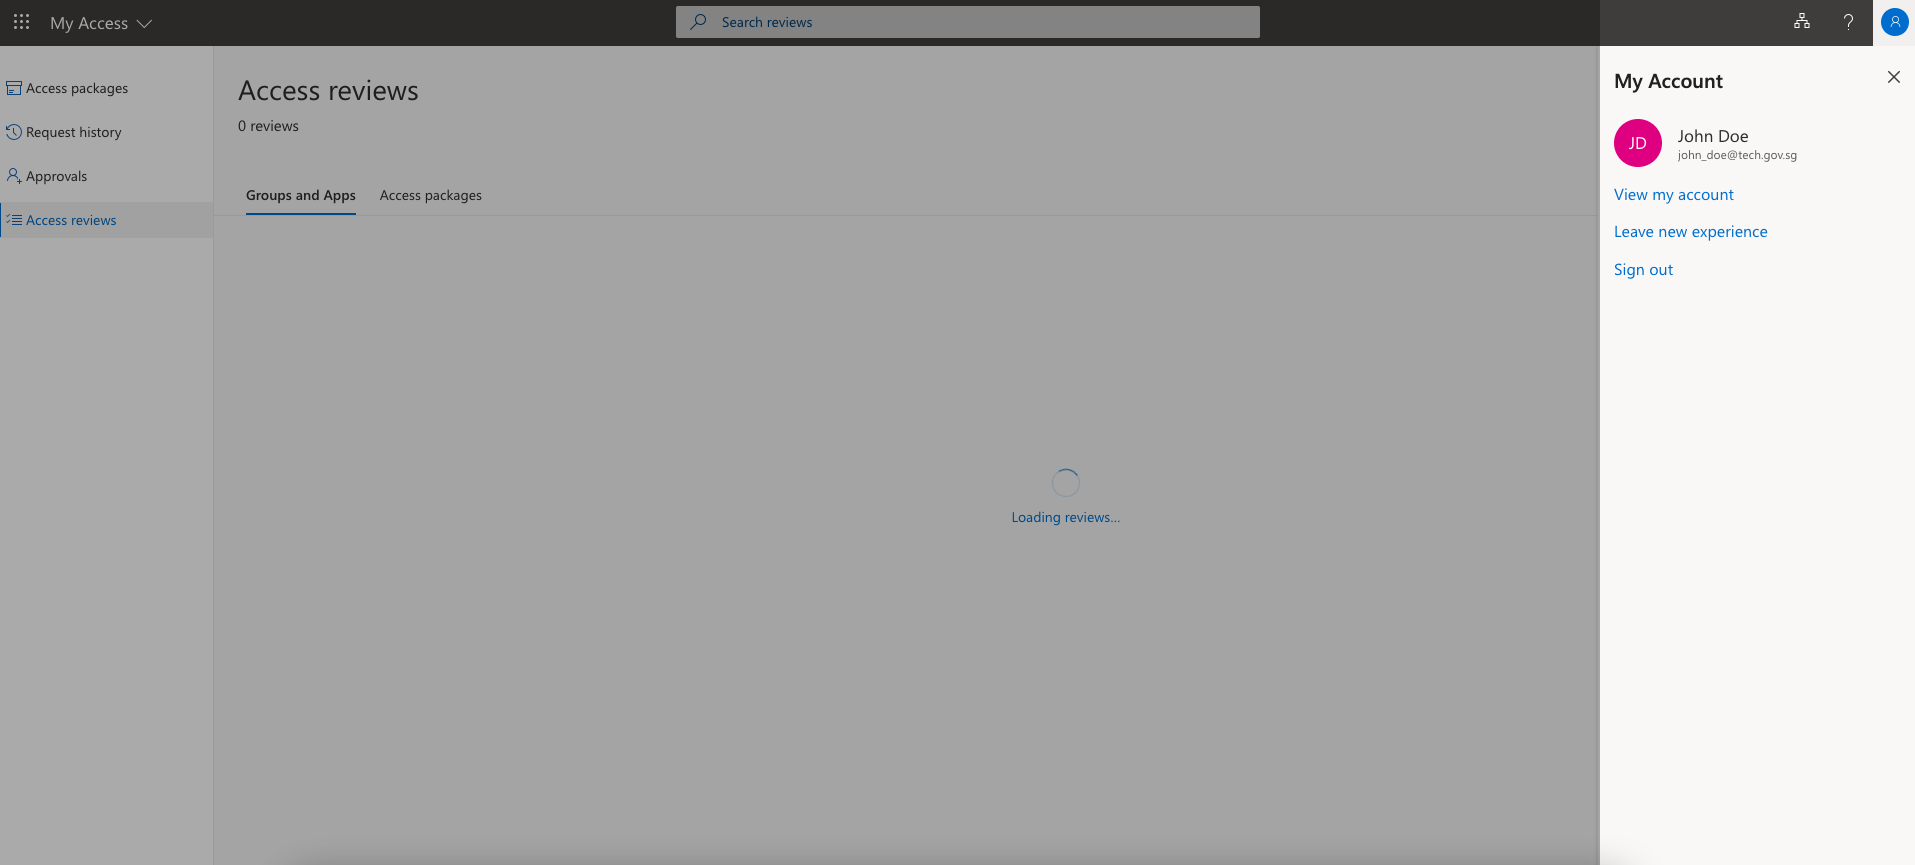 My Access
Search reviews
?
Access packages
Request history
Approvals
Access reviews
Access reviews
0 reviews
Groups and Apps
Access packages
Loading reviews...
My Account
JD
John Doe
john_doe@tech.gov.sg
View my account
Leave new experience
Sign out